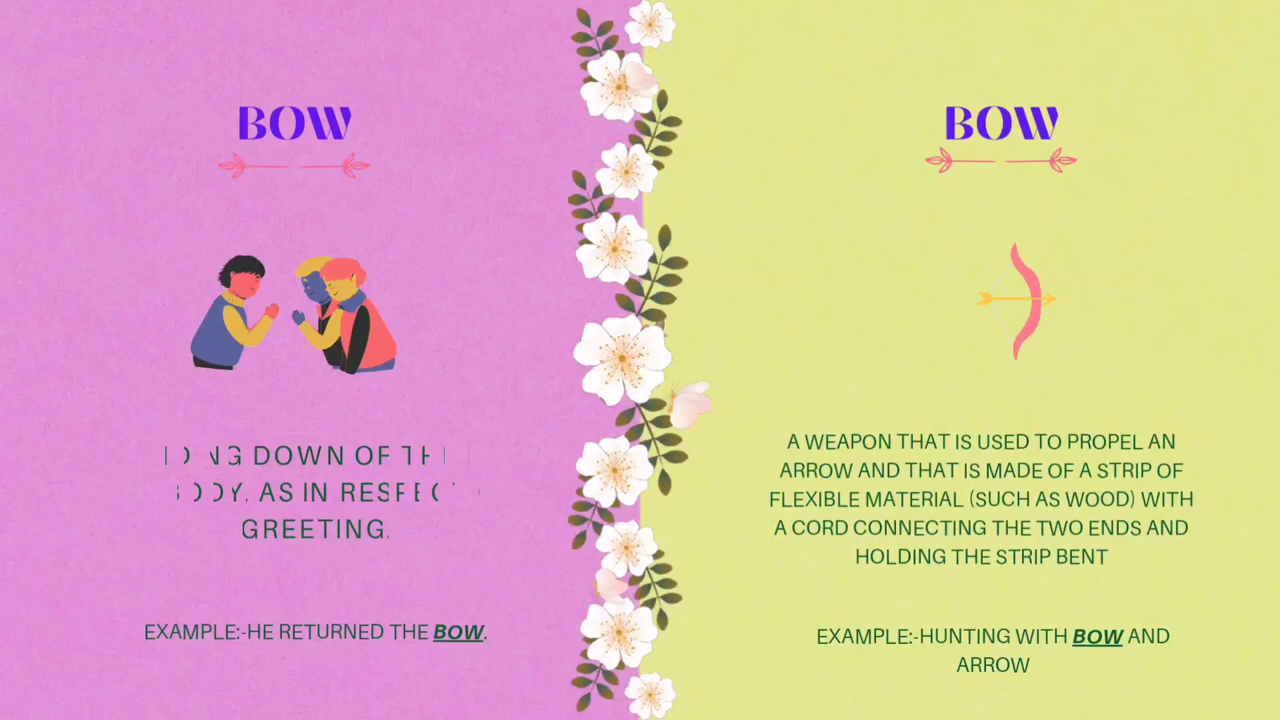 BOW
DOWN OF
AS IN
GREETING.
EXAMPLE:-HE RETURNED THE BOW.
BOW
A WEAPON THAT IS USED TO PROPEL AN
ARROW AND THAT IS MADE OF A STRIP OF
FLEXIBLE MATERIAL (SUCH AS WOOD) WITH
A CORD CONNECTING THE TWO ENDS AND
HOLDING THE STRIP BENT
EXAMPLE:-HUNTING WITH BOW AND
ARROW